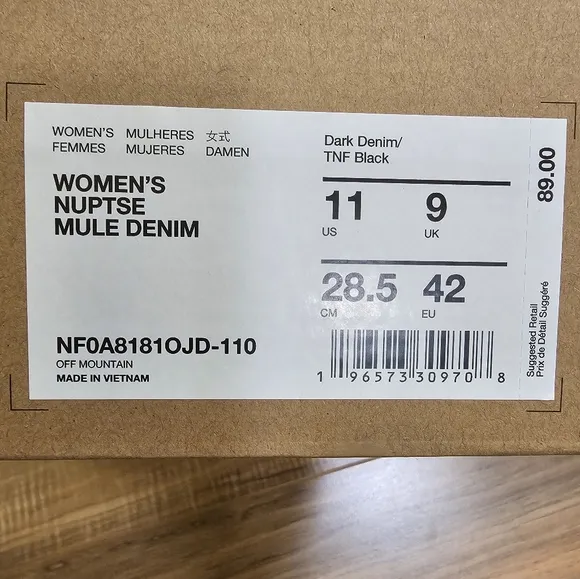 WOMEN'S MULHERES 女式
FEMMES MUJERES DAMEN
WOMEN'S
NUPTSE
MULE DENIM
NF0A8181OJD-110
OFF MOUNTAIN
MADE IN VIETNAM
Dark Denim/
TNF Black
11 9
US UK
28.5 42
CM EU
1 96573 30970 8
89.00
Suggested Retail
Prix de Détail Suggéré